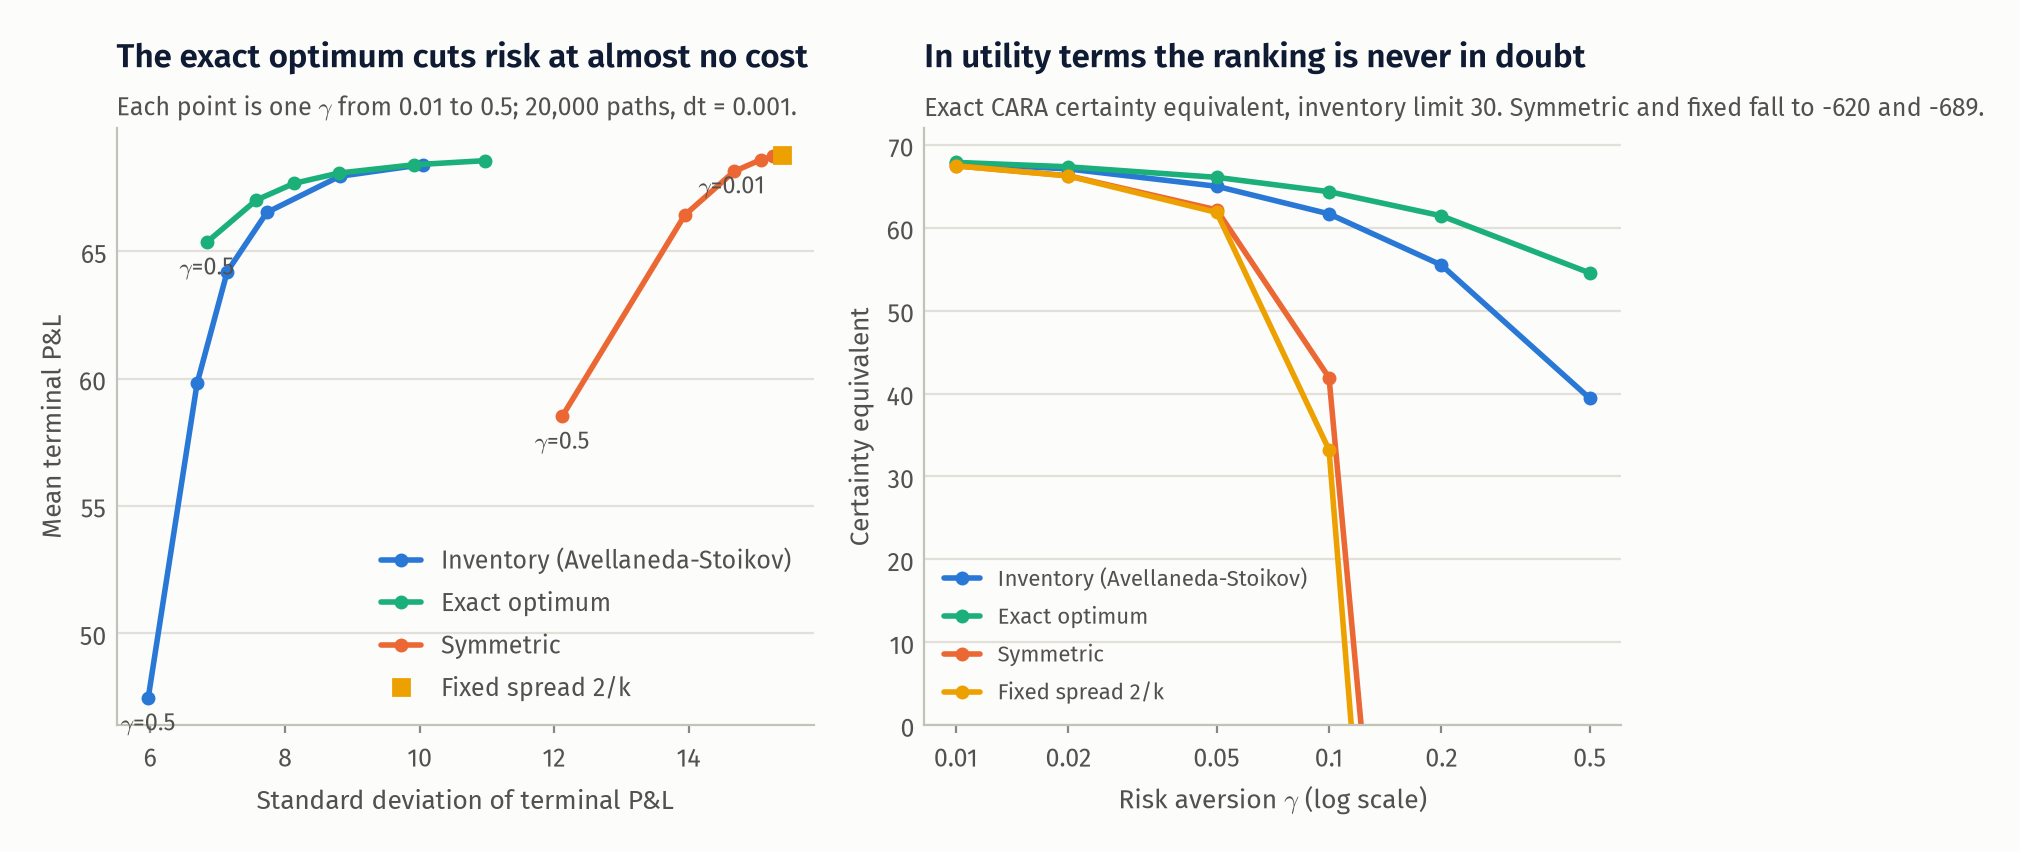 The exact optimum cuts risk at almost no cost
Each point is one γ from 0.01 to 0.5; 20,000 paths, dt = 0.001.
Mean terminal P&L
65
60
55
50
γ=0.01
γ=0.5
γ=0.5
γ=0.5
Inventory (Avellaneda-Stoikov)
Exact optimum
Symmetric
Fixed spread 2/k
6 8 10 12 14
Standard deviation of terminal P&L
In utility terms the ranking is never in doubt
Exact CARA certainty equivalent, inventory limit 30. Symmetric and fixed fall to -620 and -689.
Certainty equivalent
70
60
50
40
30
20
10
0
Inventory (Avellaneda-Stoikov)
Exact optimum
Symmetric
Fixed spread 2/k
0.01 0.02 0.05 0.1 0.2 0.5
Risk aversion γ (log scale)